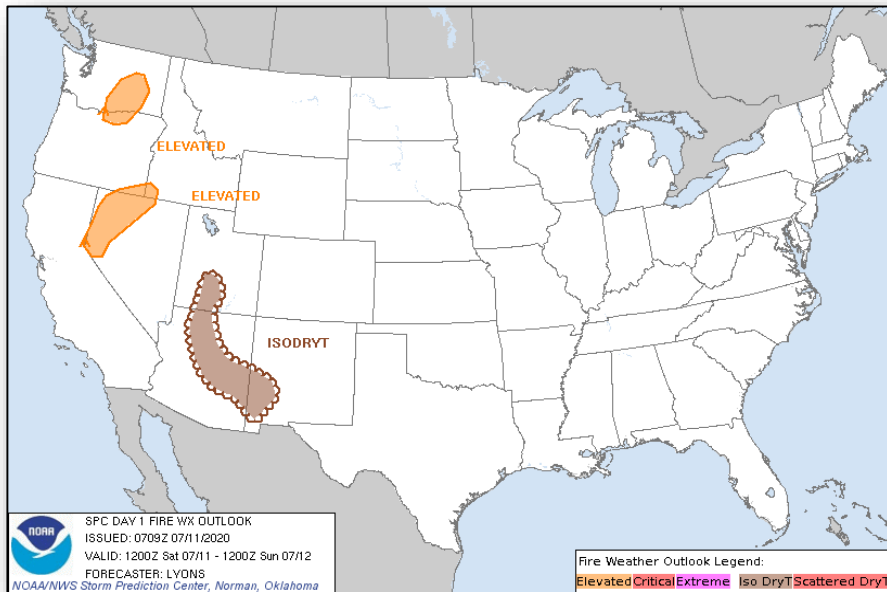 ELEVATED
ELEVATED
ISODRYT
NOAA
SPC DAY 1 FIRE WX OUTLOOK
ISSUED: 0709Z 07/11/2020
VALID: 1200Z Sat 07/11 - 1200Z Sun 07/12
FORECASTER: LYONS
NOAA/NWS Storm Prediction Center, Norman, Oklahoma
Fire Weather Outlook Legend:
Elevated Critical Extreme Iso DryT Scattered DryT